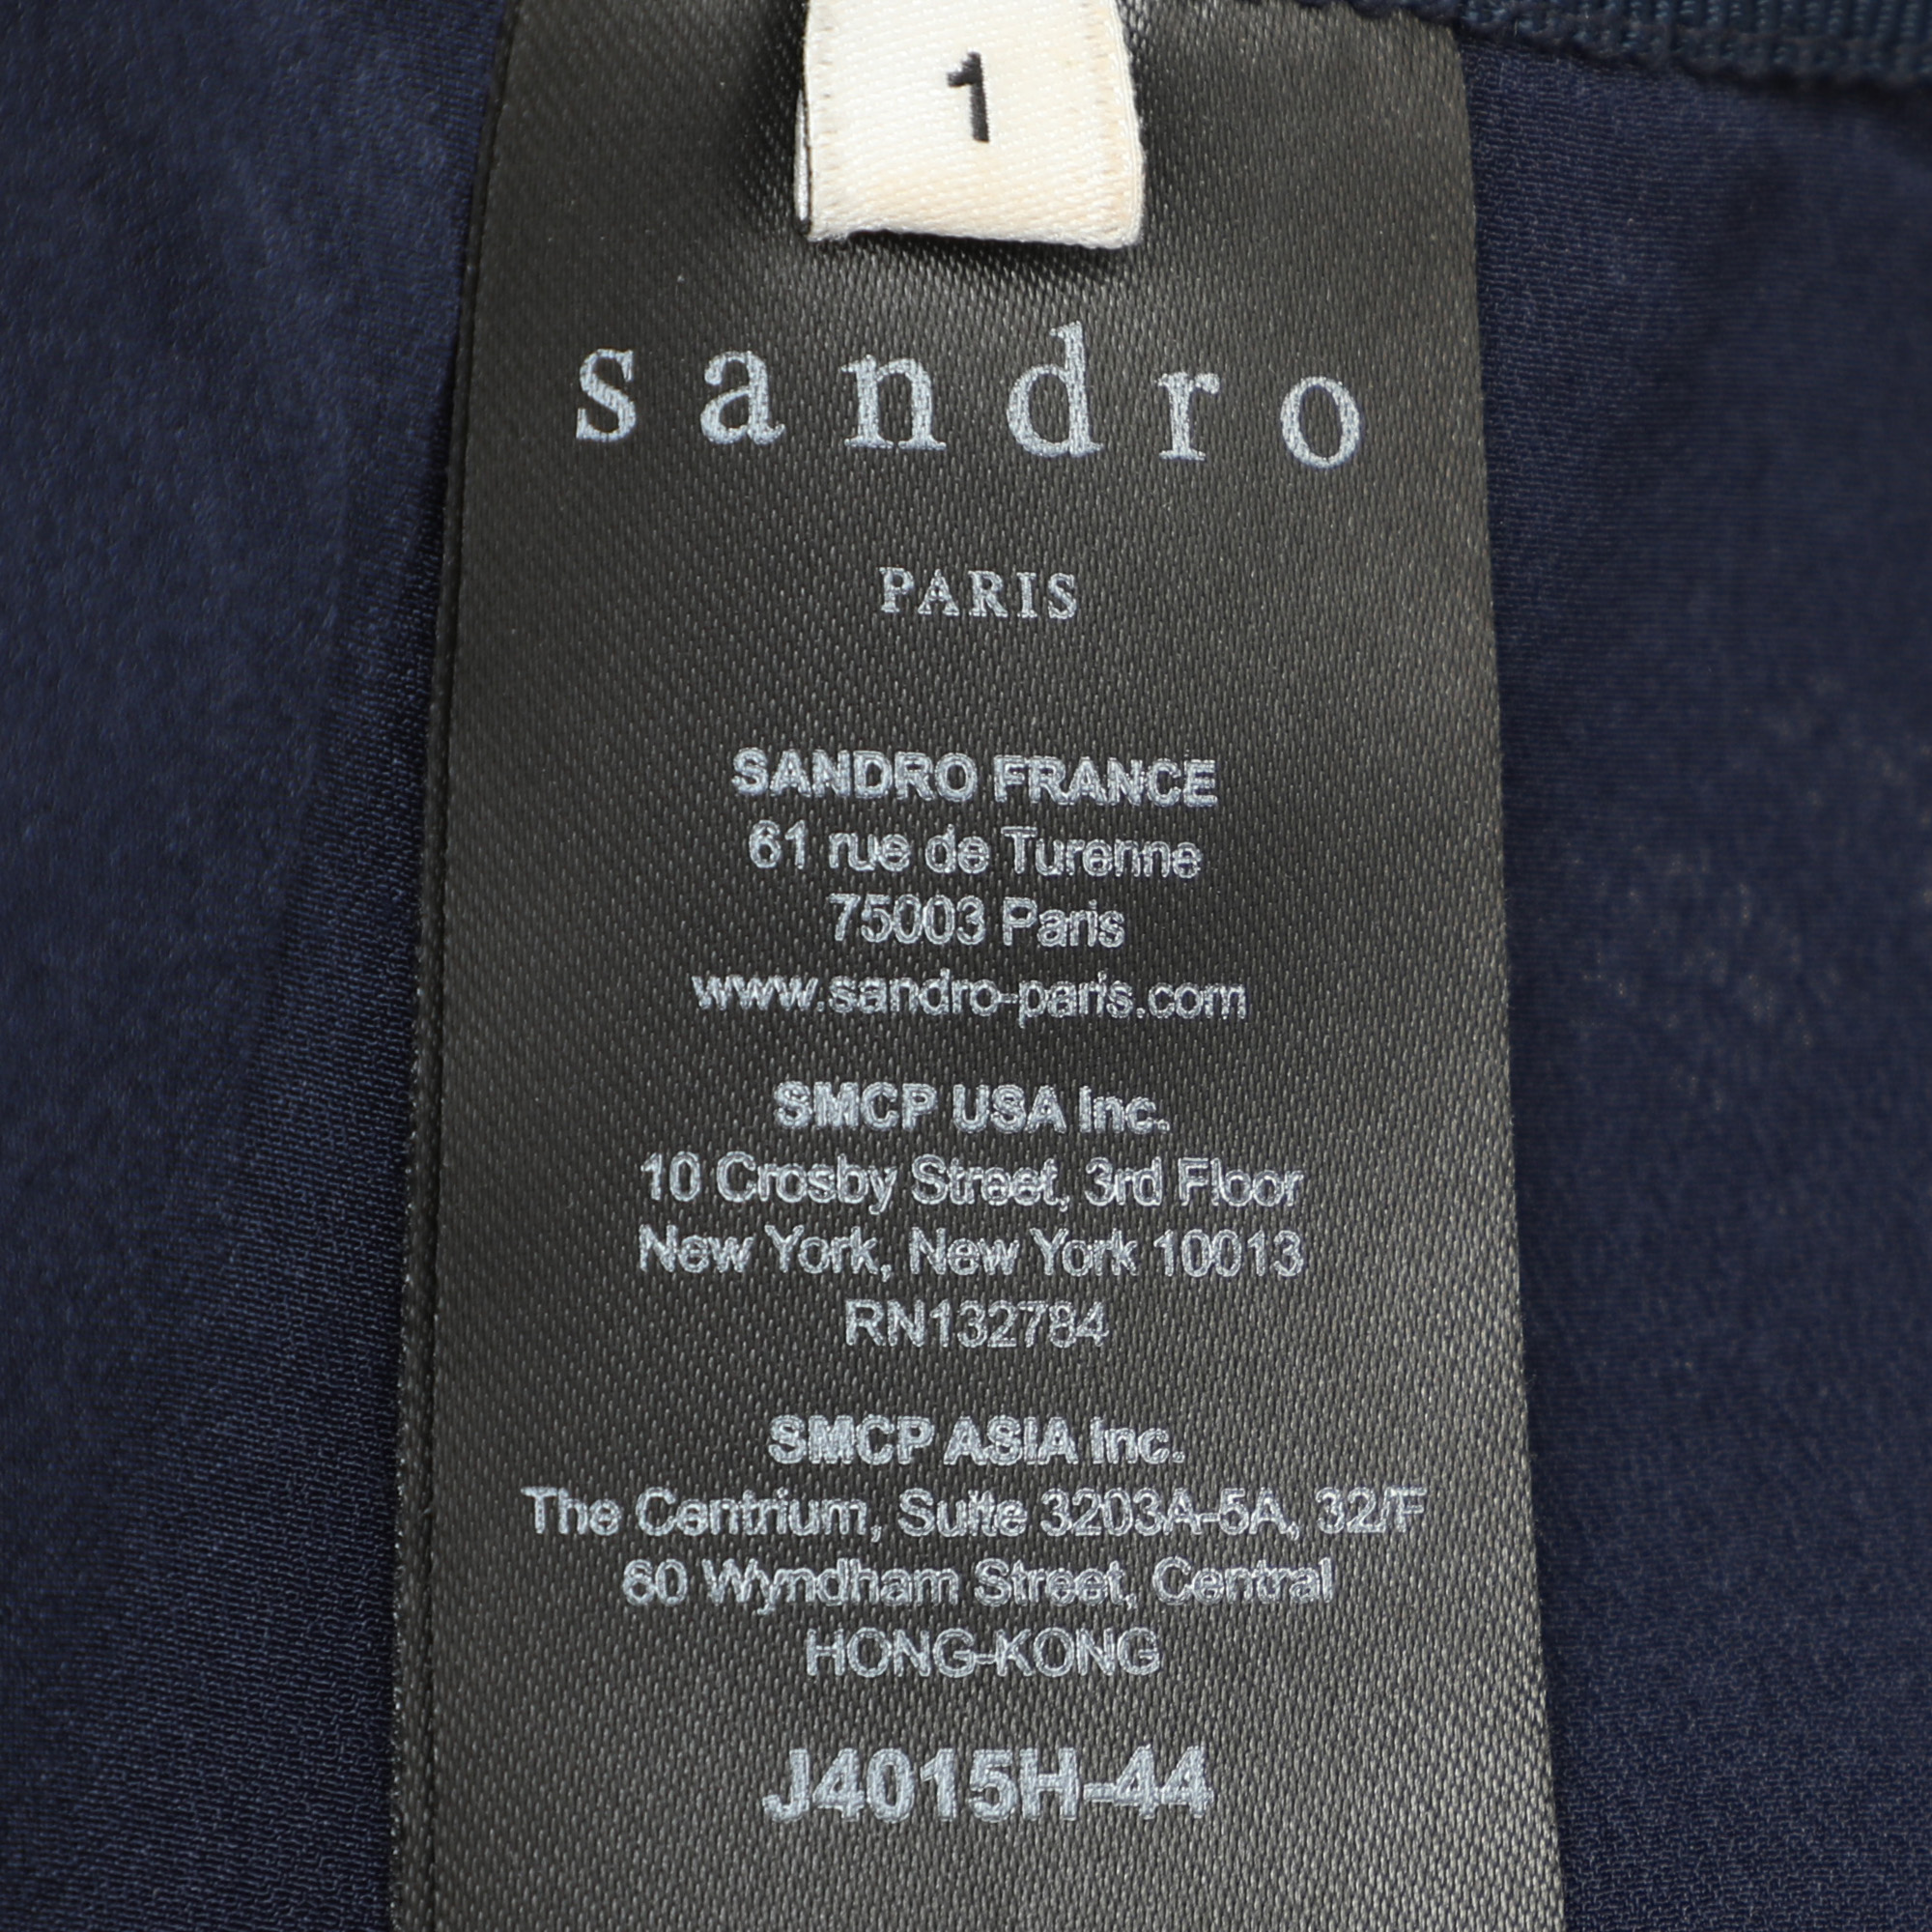 1
sandro
PARIS
SANDRO FRANCE
61 rue de Turenne
75003 Paris
www.sandro-paris.com
SMCP USA Inc.
10 Crosby Street, 3rd Floor
New York, New York 10013
RN132784
SMCP ASIA Inc.
The Centrium, Suite 3203A-5A, 32/F
60 Wyndham Street, Central
HONG-KONG
J4015H-44